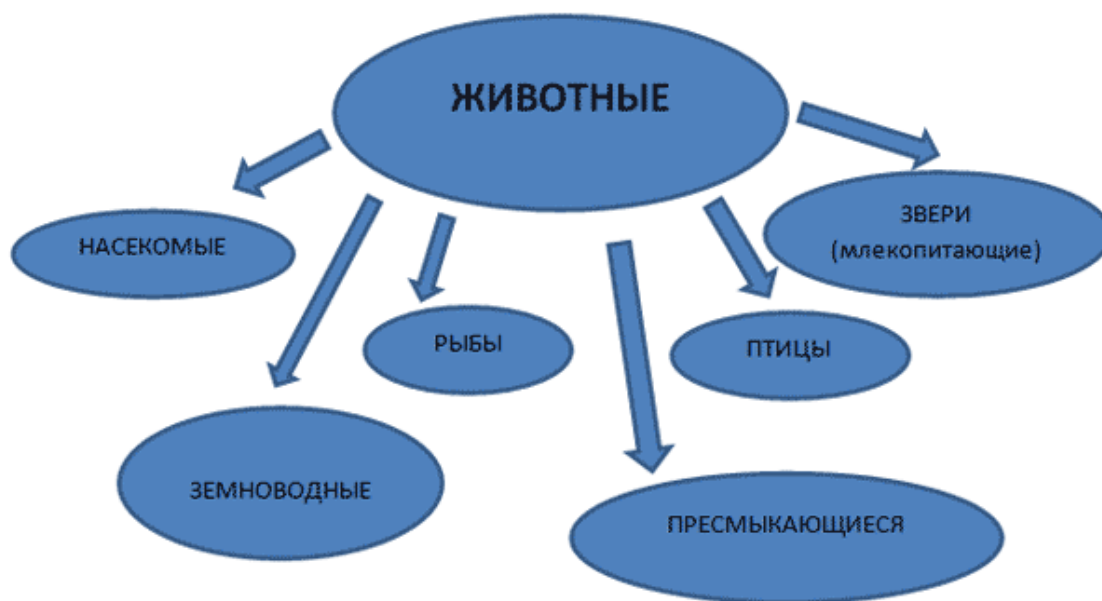 ЖИВОТНЫЕ
НАСЕКОМЫЕ
ЗВЕРИ
(млекопитающие)
РЫБЫ
ПТИЦЫ
ЗЕМНОВОДНЫЕ
ПРЕСМЫКАЮЩИЕСЯ